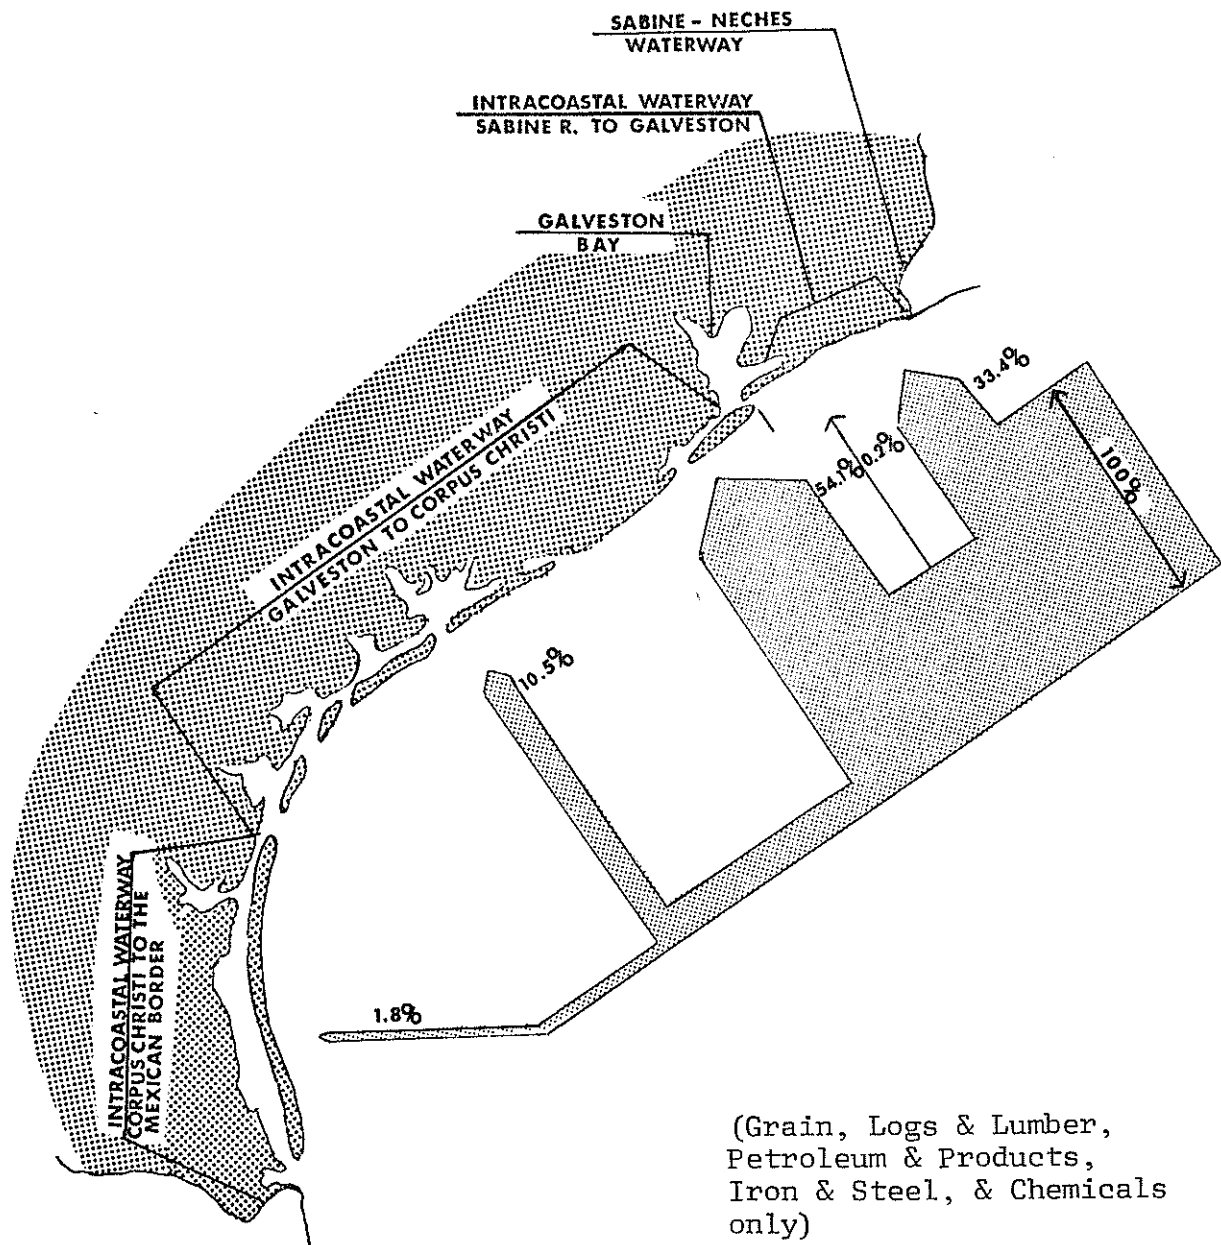 SABINE - NECHES
WATERWAY
INTRACOASTAL WATERWAY
SABINE R. TO GALVESTON
GALVESTON
BAY
INTRACOASTAL WATERWAY
GALVESTON TO CORPUS CHRISTI
33.4%
100%
0.2%
54.1%
10.5%
1.8%
INTRACOASTAL WATERWAY
CORPUS CHRISTI TO THE
MEXICAN BORDER
(Grain, Logs & Lumber,
Petroleum & Products,
Iron & Steel, & Chemicals
only)